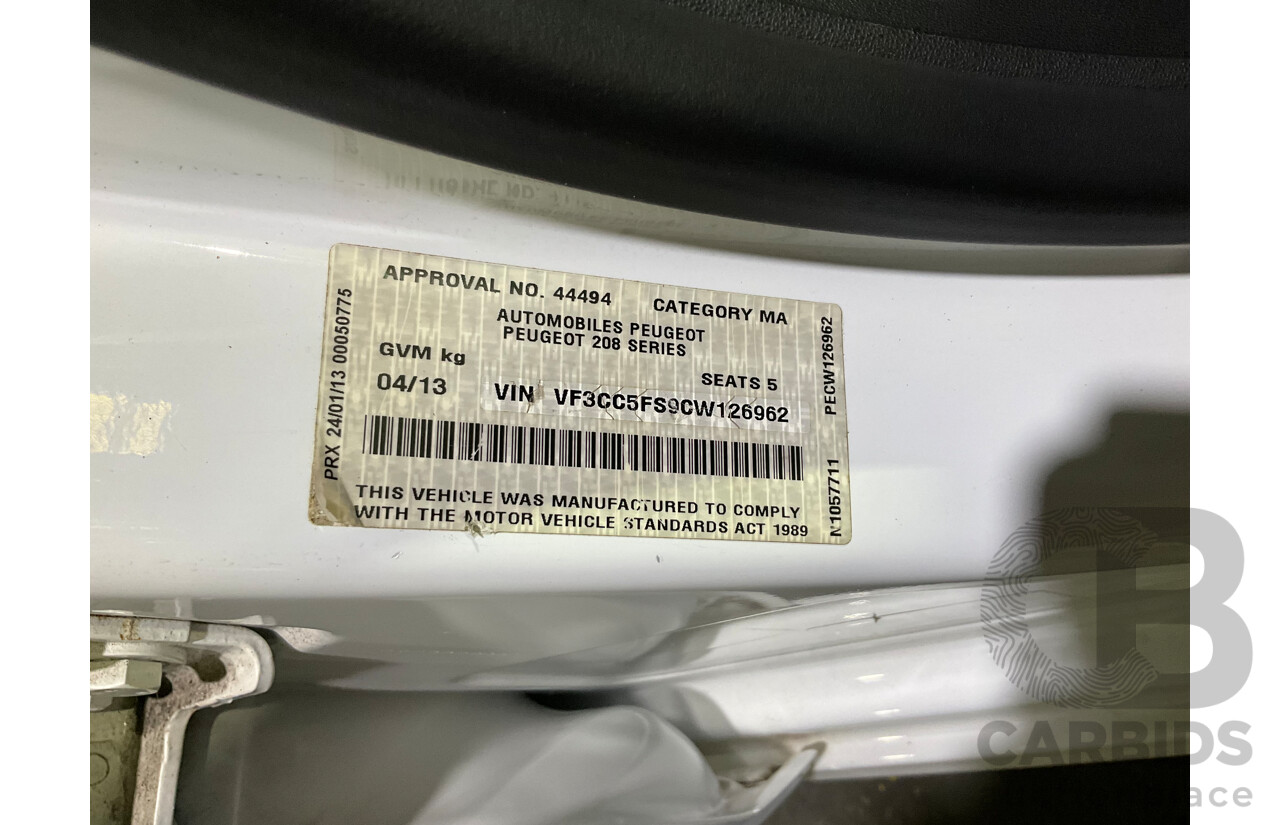 APPROVAL NO. 44494 CATEGORY MA
AUTOMOBILES PEUGEOT
PEUGEOT 208 SERIES
GVM kg
SEATS 5
04/13
VIN VF3CC5FS9CW126962
THIS VEHICLE WAS MANUFACTURED TO COMPLY
WITH THE MOTOR VEHICLE STANDARDS ACT 1989
PRX 24/01/13 00050775
N1057711 PECW126962
CB
CARBIDS